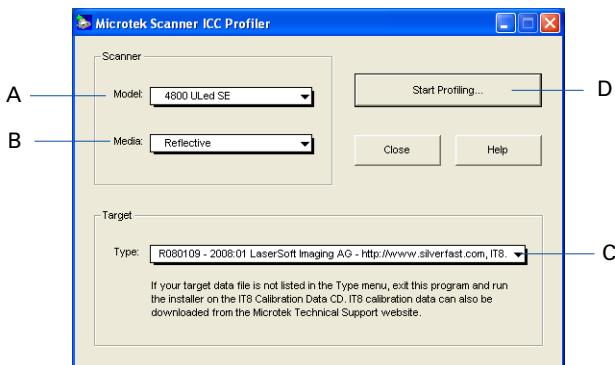 Microtek Scanner ICC Profiler
Scanner
A
Model:
4800 ULed SE
Start Profiling...
D
B
Media:
Reflective
Close
Help
Target
Type:
R080109 - 2008:01 LaserSoft Imaging AG - http://www.silverfast.com, IT8.
C
If your target data file is not listed in the Type menu, exit this program and run
the installer on the IT8 Calibration Data CD. IT8 calibration data can also be
downloaded from the Microtek Technical Support website.